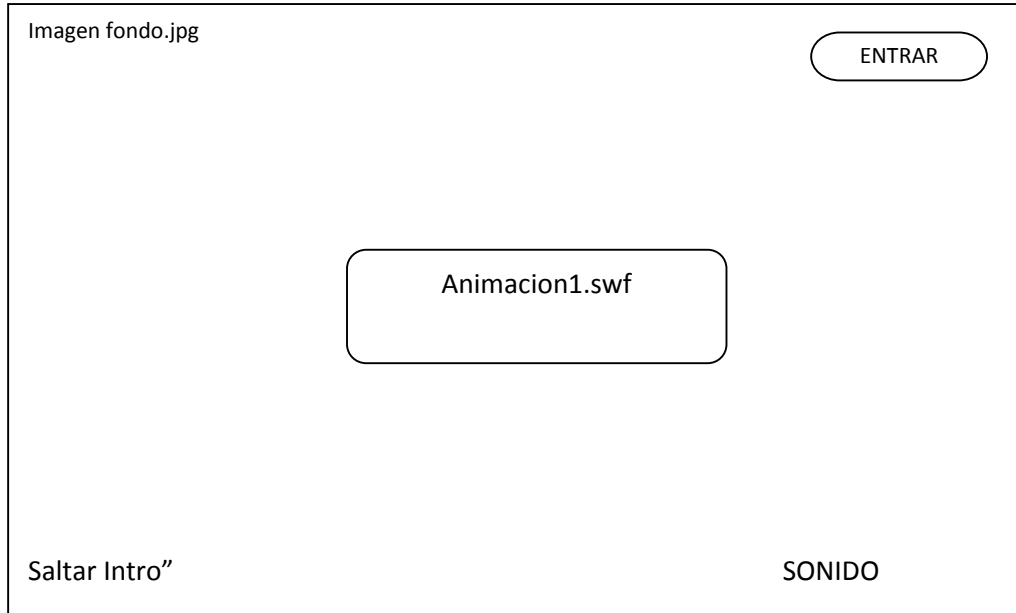 Imagen fondo.jpg
ENTRAR
Animacion1.swf
Saltar Intro”
SONIDO